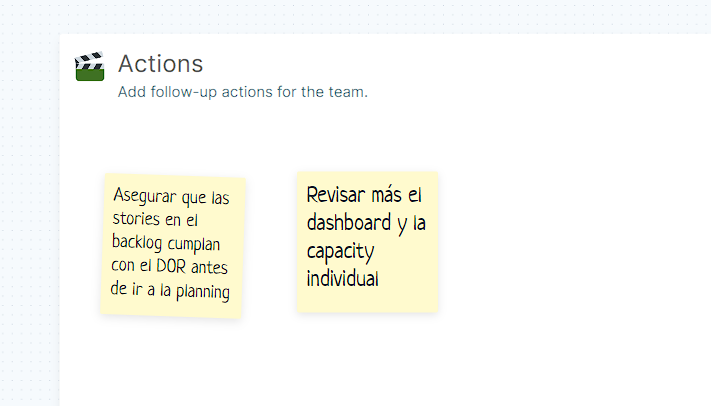 Actions
Add follow-up actions for the team.
Asegurar que las
stories en el
backlog cumplan
con el DOR antes
de ir a la planning
Revisar más el
dashboard y la
capacity
individual